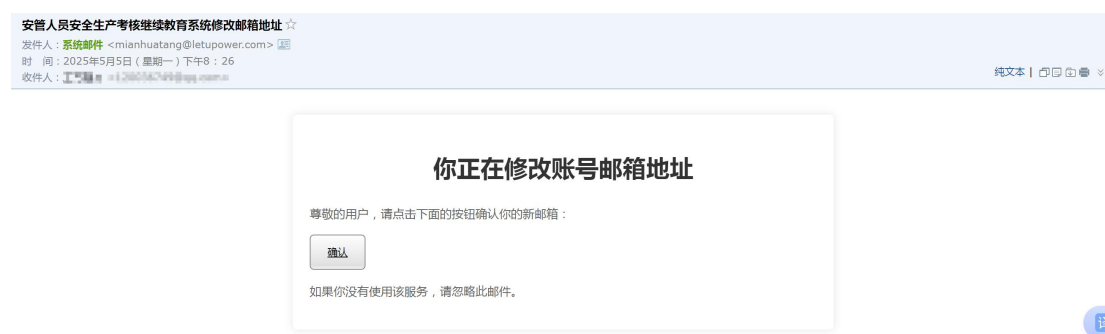 安管人员安全生产考核继续教育系统修改邮箱地址 ☆
发件人：系统邮件 <mianhuatang@letupower.com>
时　间：2025年5月5日（星期一）下午8：26
收件人：
纯文本 |
你正在修改账号邮箱地址
尊敬的用户，请点击下面的按钮确认你的新邮箱：
确认
如果你没有使用该服务，请忽略此邮件。